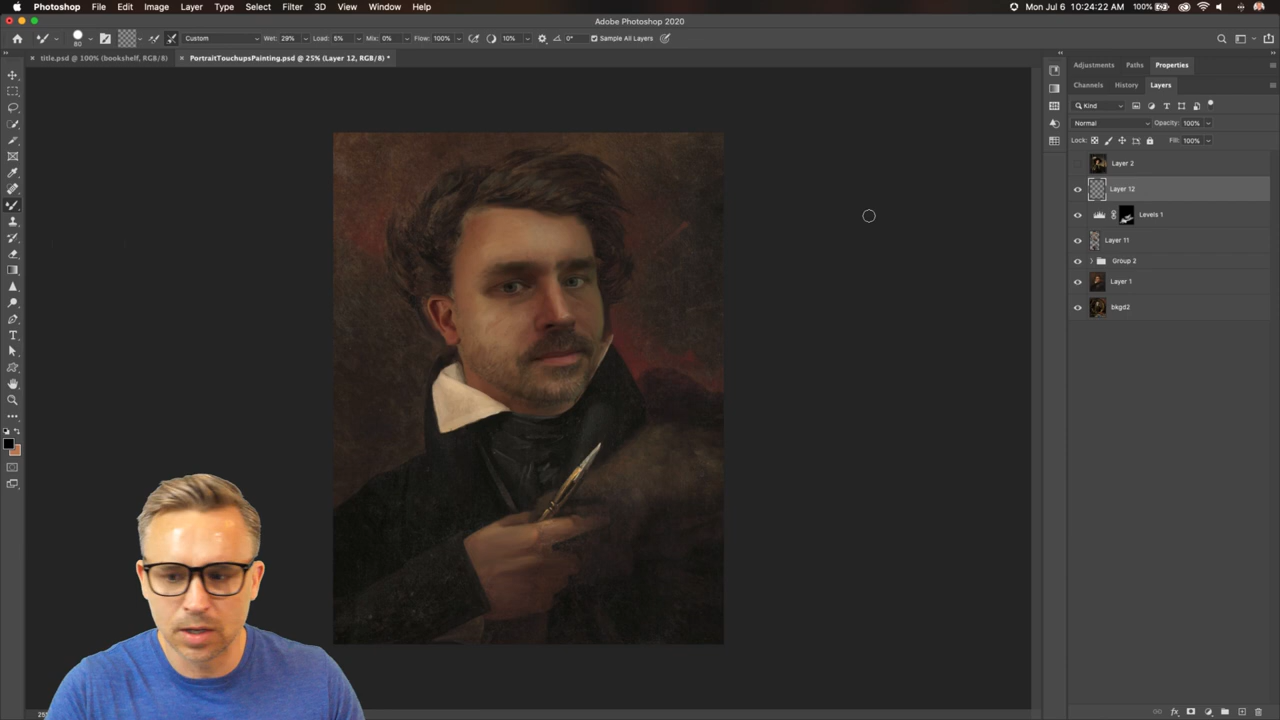 Photoshop File Edit Image Layer Type Select Filter 3D View Window Help 100% Mon Jul 6 10:24:22 AM
Adobe Photoshop 2020
80 Custom Wet: 29% Load: 5% Mix: 0% Flow: 100% 10% 0° Sample All Layers
× title.psd @ 100% (bookshelf, RGB/8) × PortraitTouchupsPainting.psd @ 25% (Layer 12, RGB/8) *
Adjustments Paths Properties
Channels History Layers
Kind
Normal Opacity: 100%
Lock: Fill: 100%
Layer 2
Layer 12
Levels 1
Layer 11
Group 2
Layer 1
bkgd2
fx